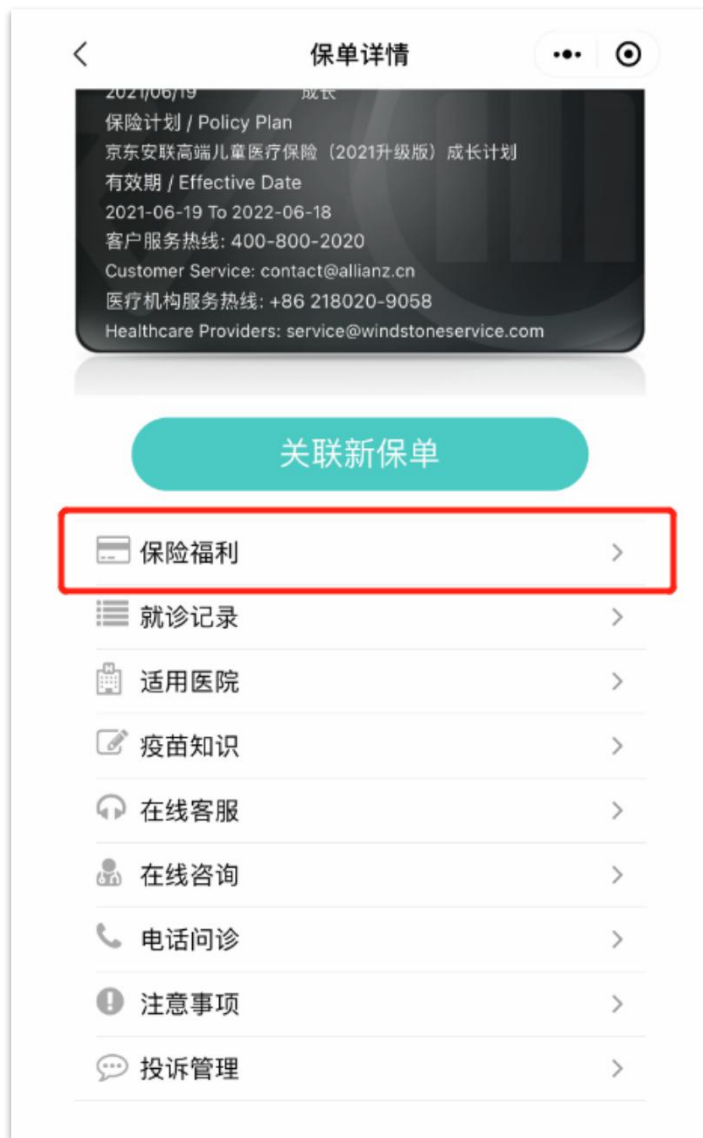 保单详情
2021/06/19 成长
保险计划 / Policy Plan
京东安联高端儿童医疗保险（2021升级版）成长计划
有效期 / Effective Date
2021-06-19 To 2022-06-18
客户服务热线: 400-800-2020
Customer Service: contact@allianz.cn
医疗机构服务热线: +86 218020-9058
Healthcare Providers: service@windstoneservice.com
关联新保单
保险福利
就诊记录
适用医院
疫苗知识
在线客服
在线咨询
电话问诊
注意事项
投诉管理